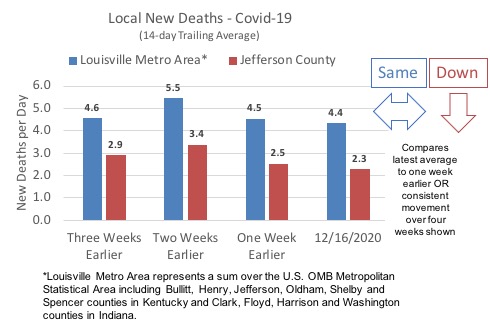 Local New Deaths - Covid-19
(14-day Trailing Average)
Louisville Metro Area* Jefferson County
Same Down
New Deaths per Day
6.0
5.0
4.0
3.0
2.0
1.0
0.0
4.6 2.9 5.5 3.4 4.5 2.5 4.4 2.3
Three Weeks Earlier
Two Weeks Earlier
One Week Earlier
12/16/2020
Compares
latest average
to one week
earlier OR
consistent
movement
over four
weeks shown
*Louisville Metro Area represents a sum over the U.S. OMB Metropolitan
Statistical Area including Bullitt, Henry, Jefferson, Oldham, Shelby and
Spencer counties in Kentucky and Clark, Floyd, Harrison and Washington
counties in Indiana.